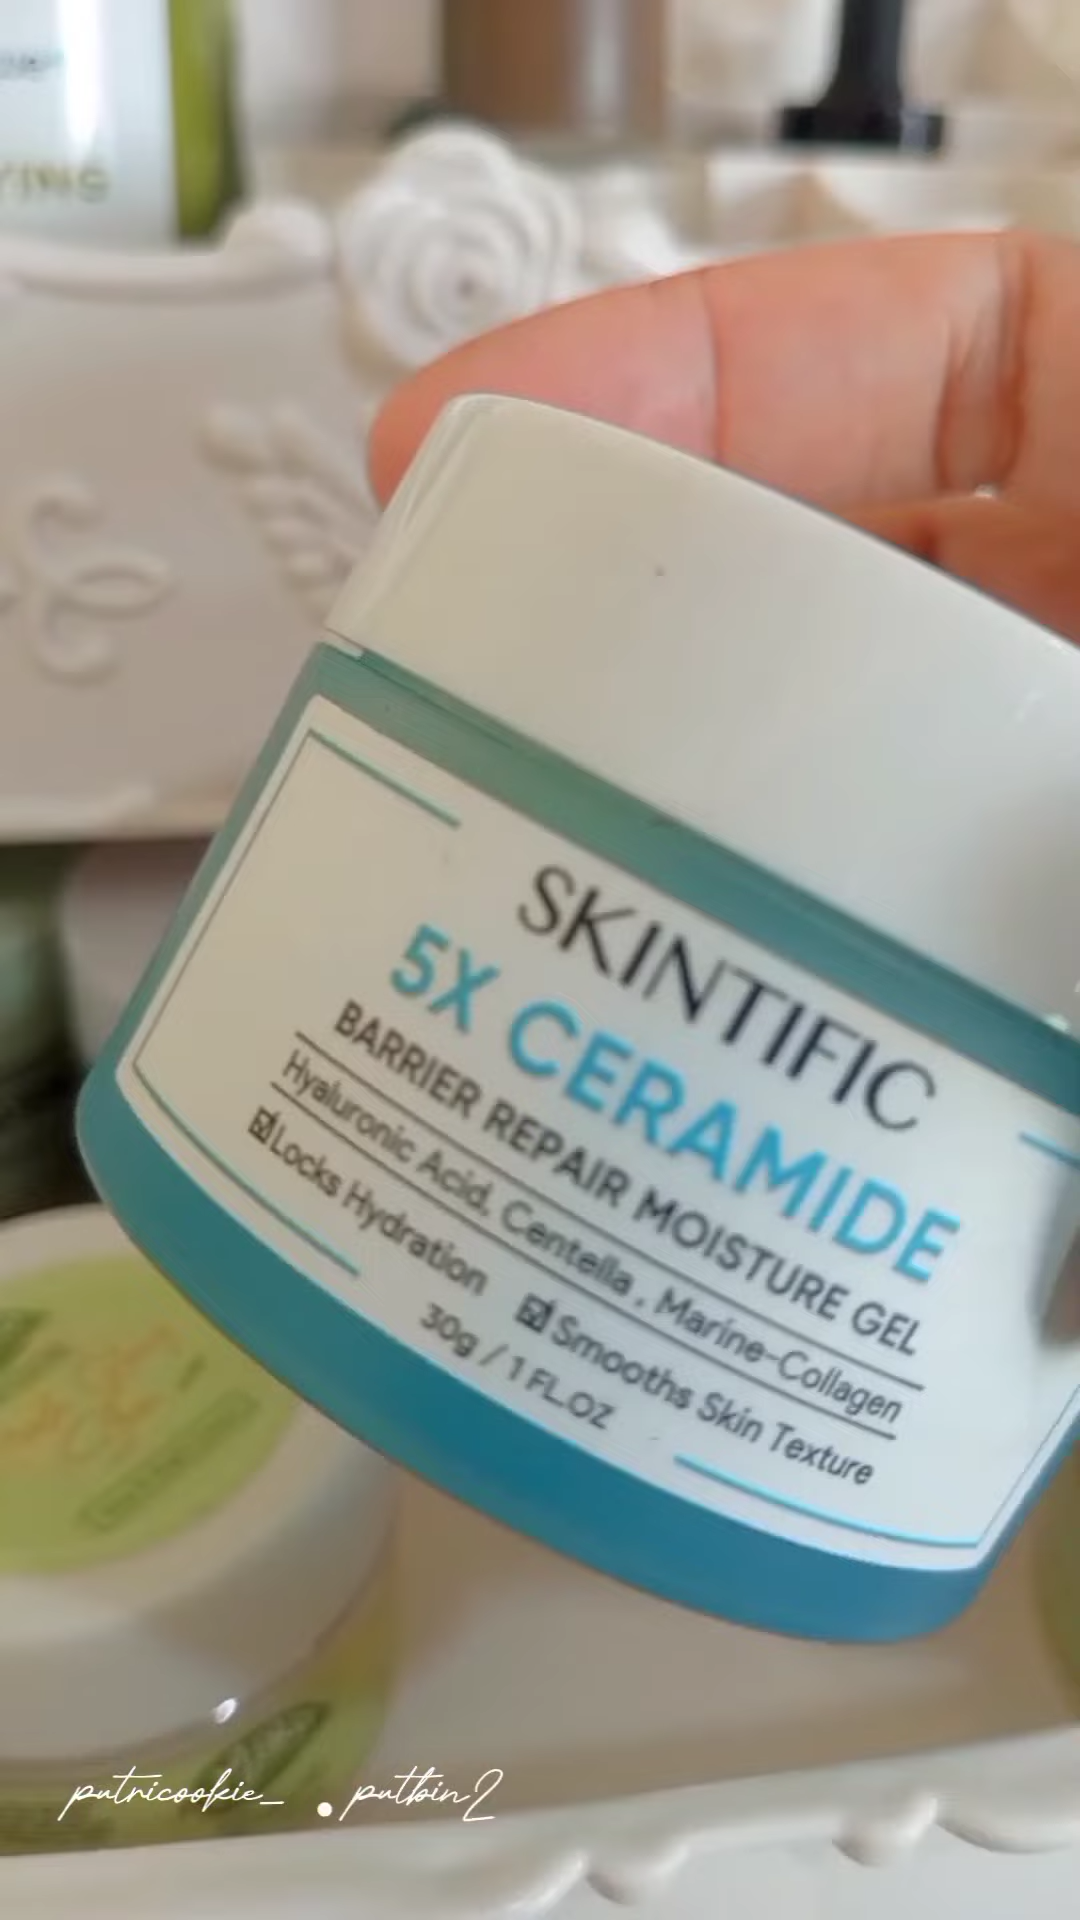 YING
SKINTIFIC
5X CERAMIDE
BARRIER REPAIR MOISTURE GEL
Hyaluronic Acid, Centella , Marine-Collagen
☑Locks Hydration ☑Smooths Skin Texture
30g / 1 FL.OZ
putricookie_ . putbin2